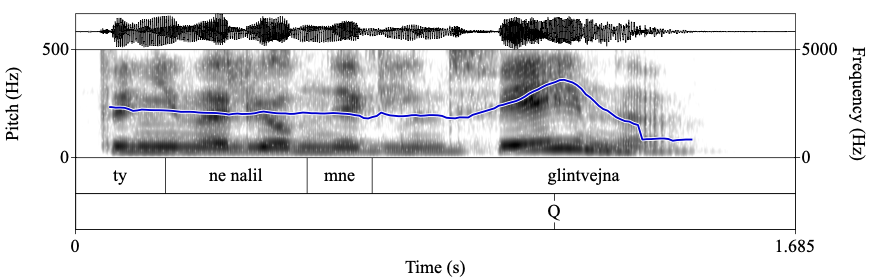 500 5000
Pitch (Hz)
Frequency (Hz)
0 0
ty ne nalil mne glintvejna
Q
0 1.685
Time (s)